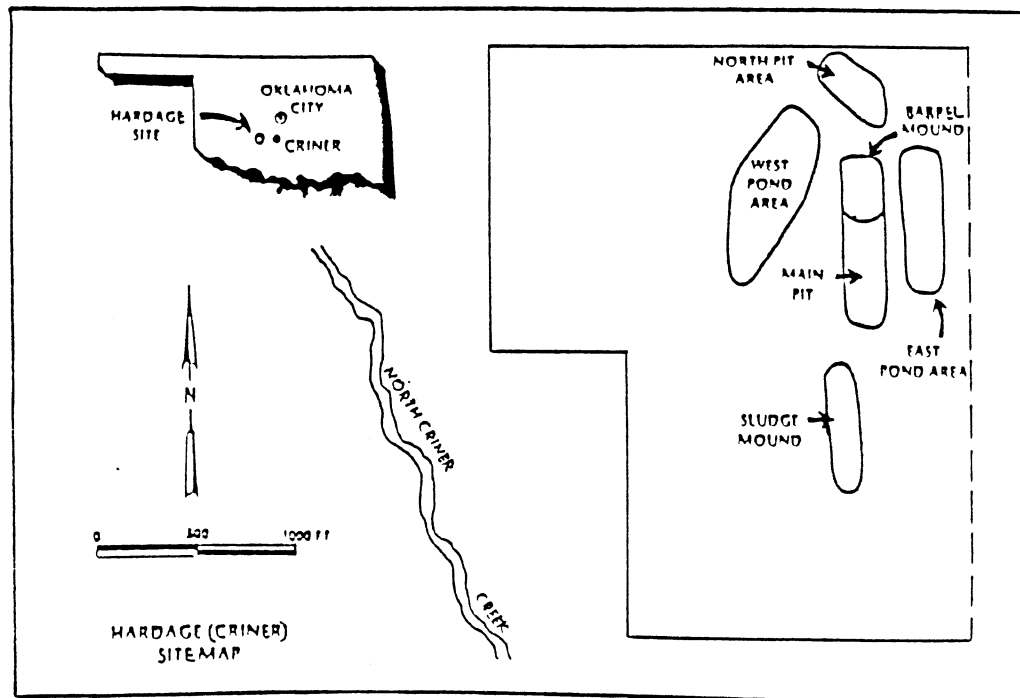 OKLAHOMA
CITY
HARDAGE
SITE
CRINER
NORTH PIT
AREA
BARREL
MOUND
WEST
POND
AREA
MAIN
PIT
EAST
POND AREA
SLUDGE
MOUND
N
NORTH CRINER
CREEK
0
500
1000 FT
HARDAGE (CRINER)
SITEMAP